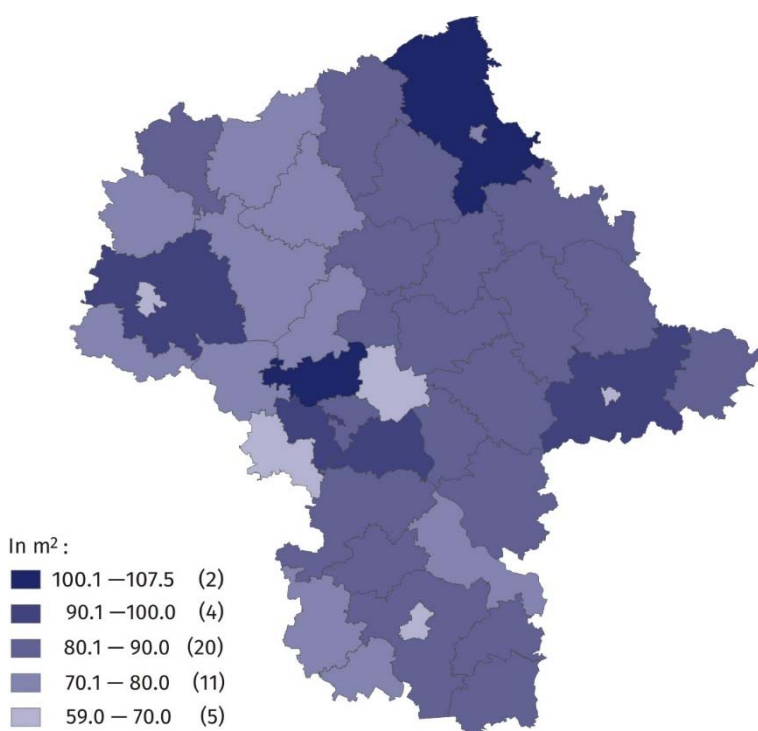 In m² :
100.1 — 107.5 (2)
90.1 — 100.0 (4)
80.1 — 90.0 (20)
70.1 — 80.0 (11)
59.0 — 70.0 (5)